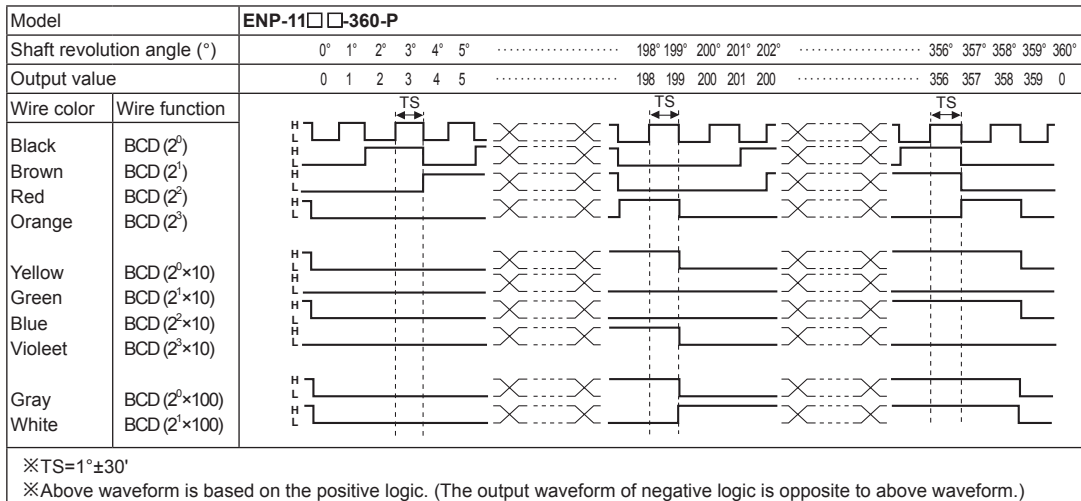 Model ENP-11□ □-360-P
Shaft revolution angle (°) 0° 1° 2° 3° 4° 5° ·················· 198° 199° 200° 201° 202° ·················· 356° 357° 358° 359° 360°
Output value 0 1 2 3 4 5 ·················· 198 199 200 201 200 ·················· 356 357 358 359 0
Wire color Wire function TS TS TS
H
L
Black BCD (2⁰)
H
L
Brown BCD (2¹)
H
L
Red BCD (2²)
H
L
Orange BCD (2³)
H
L
Yellow BCD (2⁰×10)
H
L
Green BCD (2¹×10)
H
L
Blue BCD (2²×10)
H
L
Violeet BCD (2³×10)
H
L
Gray BCD (2⁰×100)
H
L
White BCD (2¹×100)
※TS=1°±30'
※Above waveform is based on the positive logic. (The output waveform of negative logic is opposite to above waveform.)